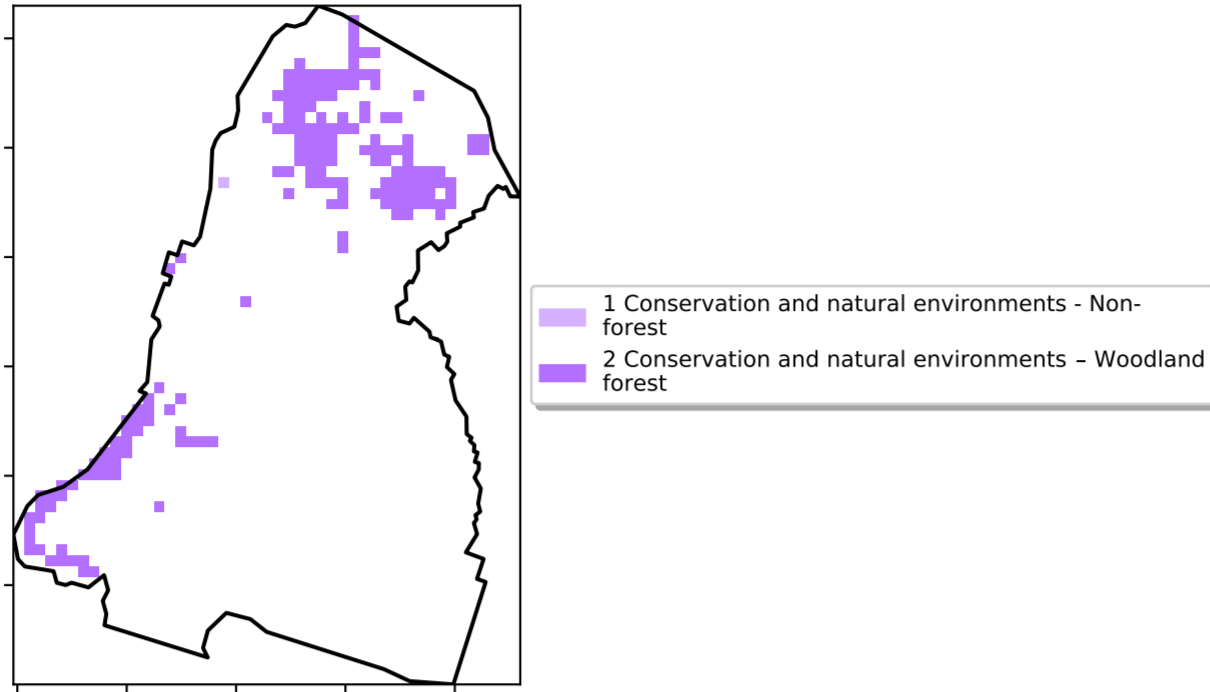 1 Conservation and natural environments - Non-
forest
2 Conservation and natural environments – Woodland
forest